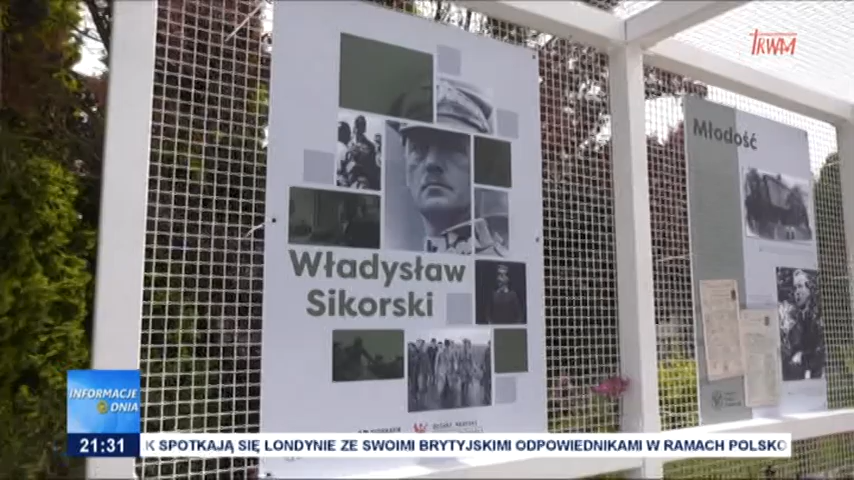 TRWAM
Młodość
Władysław
Sikorski
INFORMACJE
DNIA
21:31
K SPOTKAJĄ SIĘ LONDYNIE ZE SWOIMI BRYTYJSKIMI ODPOWIEDNIKAMI W RAMACH POLSKO